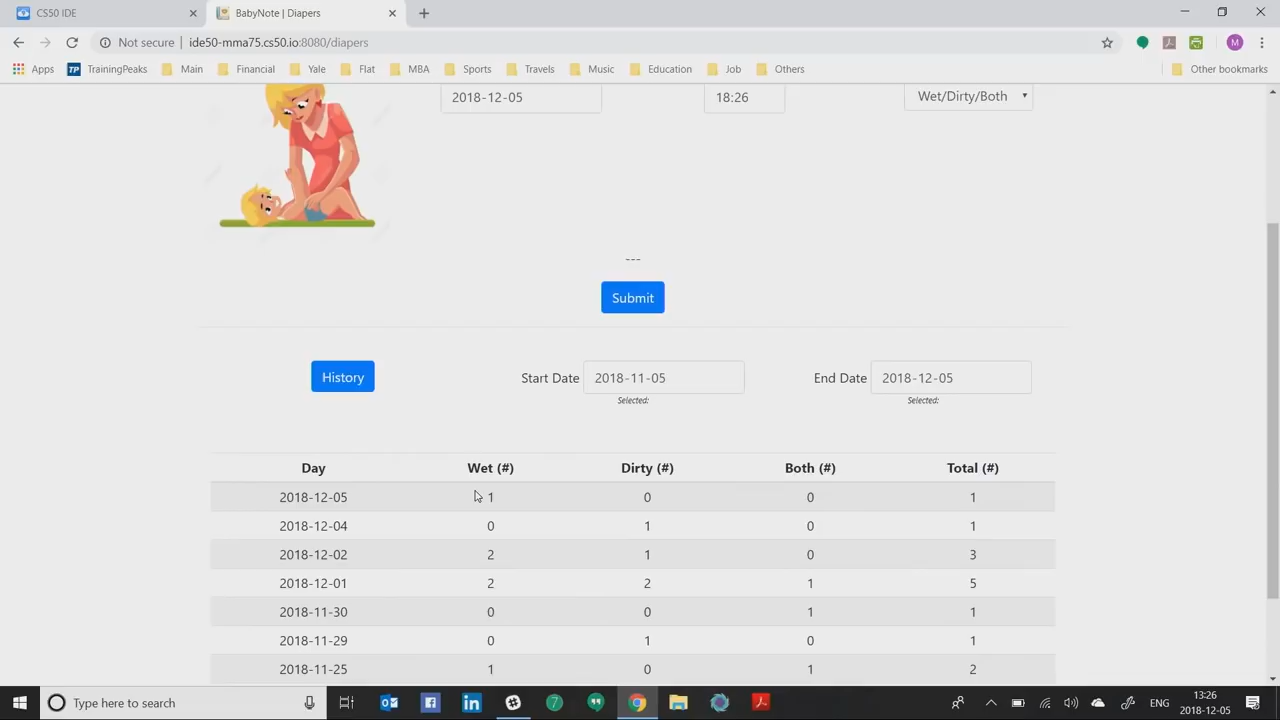 CS50 IDE
BabyNote | Diapers
Not secure | ide50-mma75.cs50.io:8080/diapers
M
Apps
TP TrainingPeaks
Main
Financial
Yale
Flat
MBA
Sports
Travels
Music
Education
Job
Others
Other bookmarks
2018-12-05
18:26
Wet/Dirty/Both
---
Submit
History
Start Date 2018-11-05
End Date 2018-12-05
Selected:
Selected:
Day Wet (#) Dirty (#) Both (#) Total (#)
2018-12-05 1 0 0 1
2018-12-04 0 1 0 1
2018-12-02 2 1 0 3
2018-12-01 2 2 1 5
2018-11-30 0 0 1 1
2018-11-29 0 1 0 1
2018-11-25 1 0 1 2
Type here to search
ENG
13:26
2018-12-05